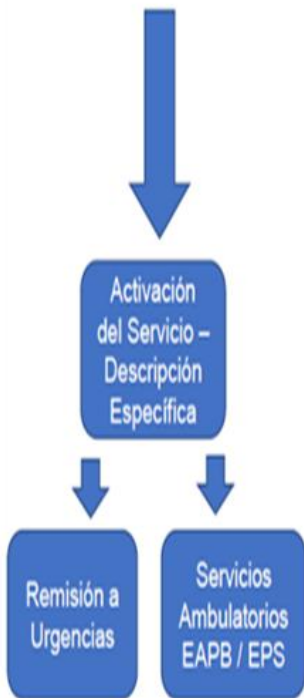 Activación
del Servicio –
Descripción
Específica
Remisión a
Urgencias
Servicios
Ambulatorios
EAPB / EPS